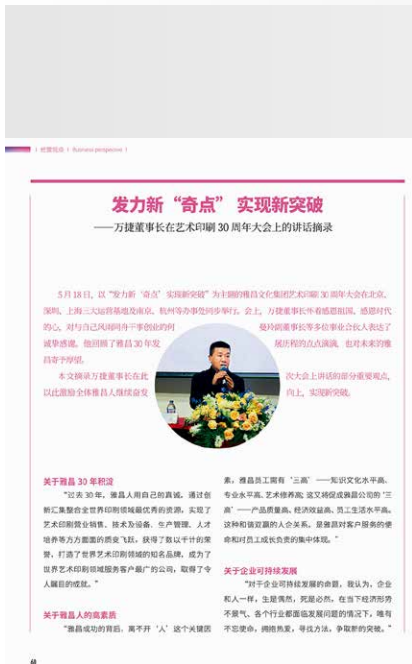 经营视点 | Business perspective |
发力新“奇点” 实现新突破
——万捷董事长在艺术印刷 30 周年大会上的讲话摘录
5 月 18 日，以“发力新‘奇点’ 实现新突破”为主题的雅昌文化集团艺术印刷 30 周年大会在北京、
深圳、上海三大运营基地及南京、杭州等办事处同步举行。会上，万捷董事长怀着感恩祖国、感恩时代
的心，对与自己风雨同舟干事创业的何曼玲副董事长等多位事业合伙人表达了
诚挚感谢。他回顾了雅昌 30 年发展历程的点点滴滴，也对未来的雅
昌寄予厚望。
本文摘录万捷董事长在此次大会上讲话的部分重要观点，
以此激励全体雅昌人继续奋发向上，实现新突破。
关于雅昌 30 年积淀
“过去 30 年，雅昌人用自己的真诚，通过创
新汇集整合全世界印刷领域最优秀的资源，实现了
艺术印刷营业销售、技术及设备、生产管理、人才
培养等方方面面的质变飞跃，获得了数以千计的荣
誉，打造了世界艺术印刷领域的知名品牌，成为了
世界艺术印刷领域服务客户最广的公司，取得了令
人瞩目的成就。”
关于雅昌人的高素质
“雅昌成功的背后，离不开‘人’这个关键因
素。雅昌员工需有‘三高’——知识文化水平高、
专业水平高、艺术修养高；这又将促成雅昌公司的‘三
高’——产品质量高、经济效益高、员工生活水平高。
这种和谐双赢的人企关系，是雅昌对客户服务的使
命和对员工成长负责的集中体现。”
关于企业可持续发展
“对于企业可持续发展的命题，我认为，企业
和人一样，生是偶然，死是必然。在当下经济形势
不景气、各个行业都面临发展问题的情况下，唯有
不忘使命，拥抱热爱，寻找方法，争取新的突破。”